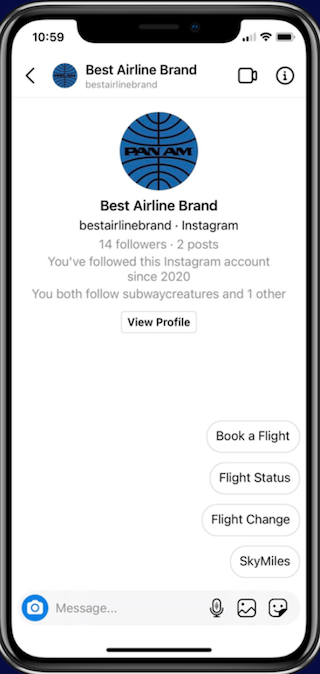 10:59
Best Airline Brand
bestairlinebrand
PAN AM
Best Airline Brand
bestairlinebrand · Instagram
14 followers · 2 posts
You've followed this Instagram account
since 2020
You both follow subwaycreatures and 1 other
View Profile
Book a Flight
Flight Status
Flight Change
SkyMiles
Message...